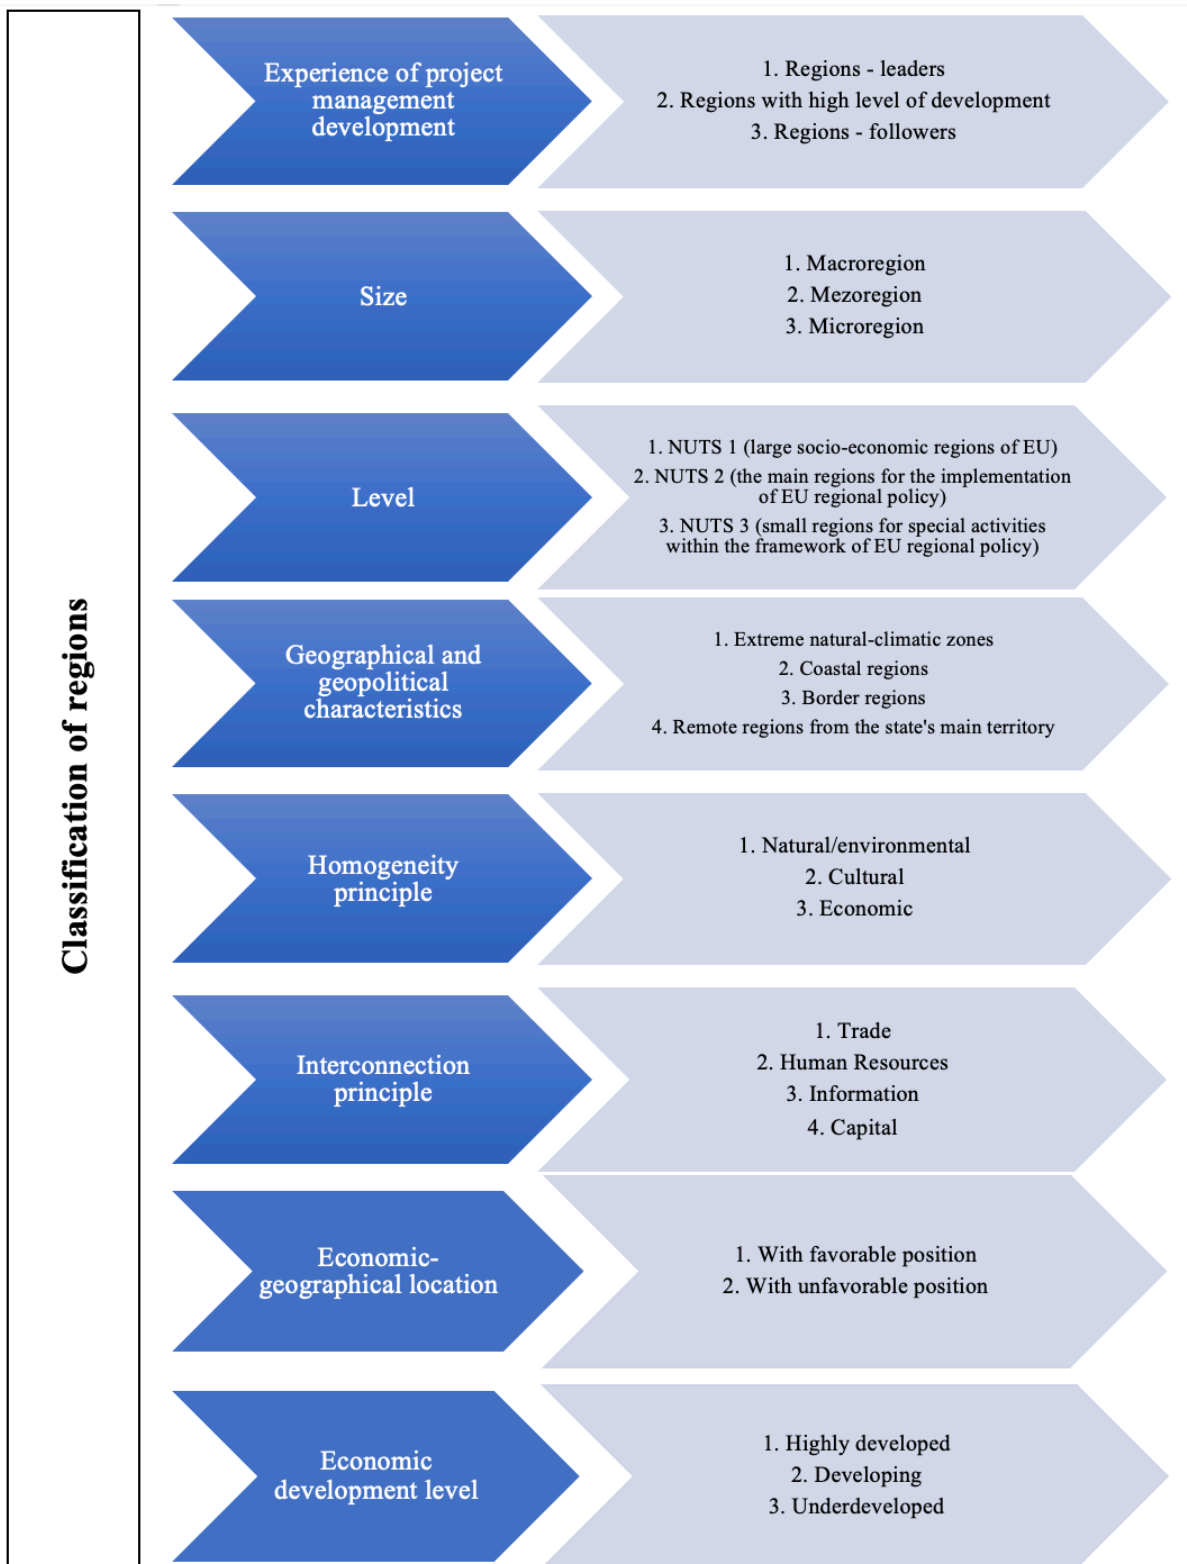 Classification of regions
Experience of project
management
development
1. Regions - leaders
2. Regions with high level of development
3. Regions - followers
Size
1. Macroregion
2. Mezoregion
3. Microregion
Level
1. NUTS 1 (large socio-economic regions of EU)
2. NUTS 2 (the main regions for the implementation
of EU regional policy)
3. NUTS 3 (small regions for special activities
within the framework of EU regional policy)
Geographical and
geopolitical
characteristics
1. Extreme natural-climatic zones
2. Coastal regions
3. Border regions
4. Remote regions from the state's main territory
Homogeneity
principle
1. Natural/environmental
2. Cultural
3. Economic
Interconnection
principle
1. Trade
2. Human Resources
3. Information
4. Capital
Economic-
geographical location
1. With favorable position
2. With unfavorable position
Economic
development level
1. Highly developed
2. Developing
3. Underdeveloped